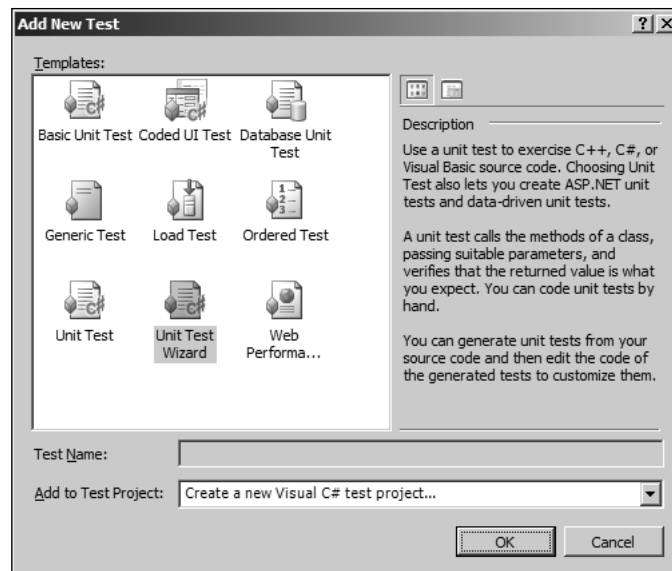 Add New Test
Templates:
Basic Unit Test
Coded UI Test
Database Unit
Test
Generic Test
Load Test
Ordered Test
Unit Test
Unit Test
Wizard
Web
Performa...
Description
Use a unit test to exercise C++, C#, or
Visual Basic source code. Choosing Unit
Test also lets you create ASP.NET unit
tests and data-driven unit tests.
A unit test calls the methods of a class,
passing suitable parameters, and
verifies that the returned value is what
you expect. You can code unit tests by
hand.
You can generate unit tests from your
source code and then edit the code of
the generated tests to customize them.
Test Name:
Add to Test Project:
Create a new Visual C# test project...
OK
Cancel